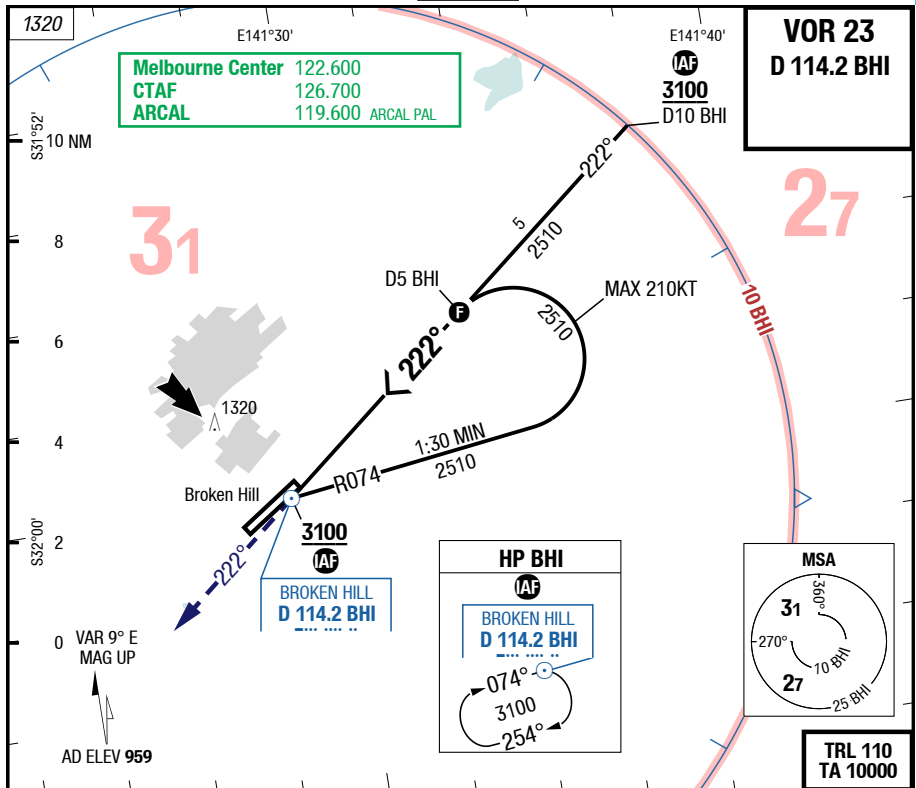 1320
E141°30'
E141°40'
VOR 23
D 114.2 BHI
Melbourne Center 122.600
CTAF 126.700
ARCAL 119.600 ARCAL PAL
IAF
3100
D10 BHI
S31°52'
10 NM
222°
31
27
5
2510
8
D5 BHI
MAX 210KT
F
2510
10 BHI
6
222°
1320
4
1:30 MIN
R074
2510
Broken Hill
3100
IAF
S32°00'
2
222°
BROKEN HILL
D 114.2 BHI
HP BHI
IAF
BROKEN HILL
D 114.2 BHI
074°
3100
254°
MSA
360°
31
270°
10 BHI
27
25 BHI
0
VAR 9° E
MAG UP
AD ELEV 959
TRL 110
TA 10000